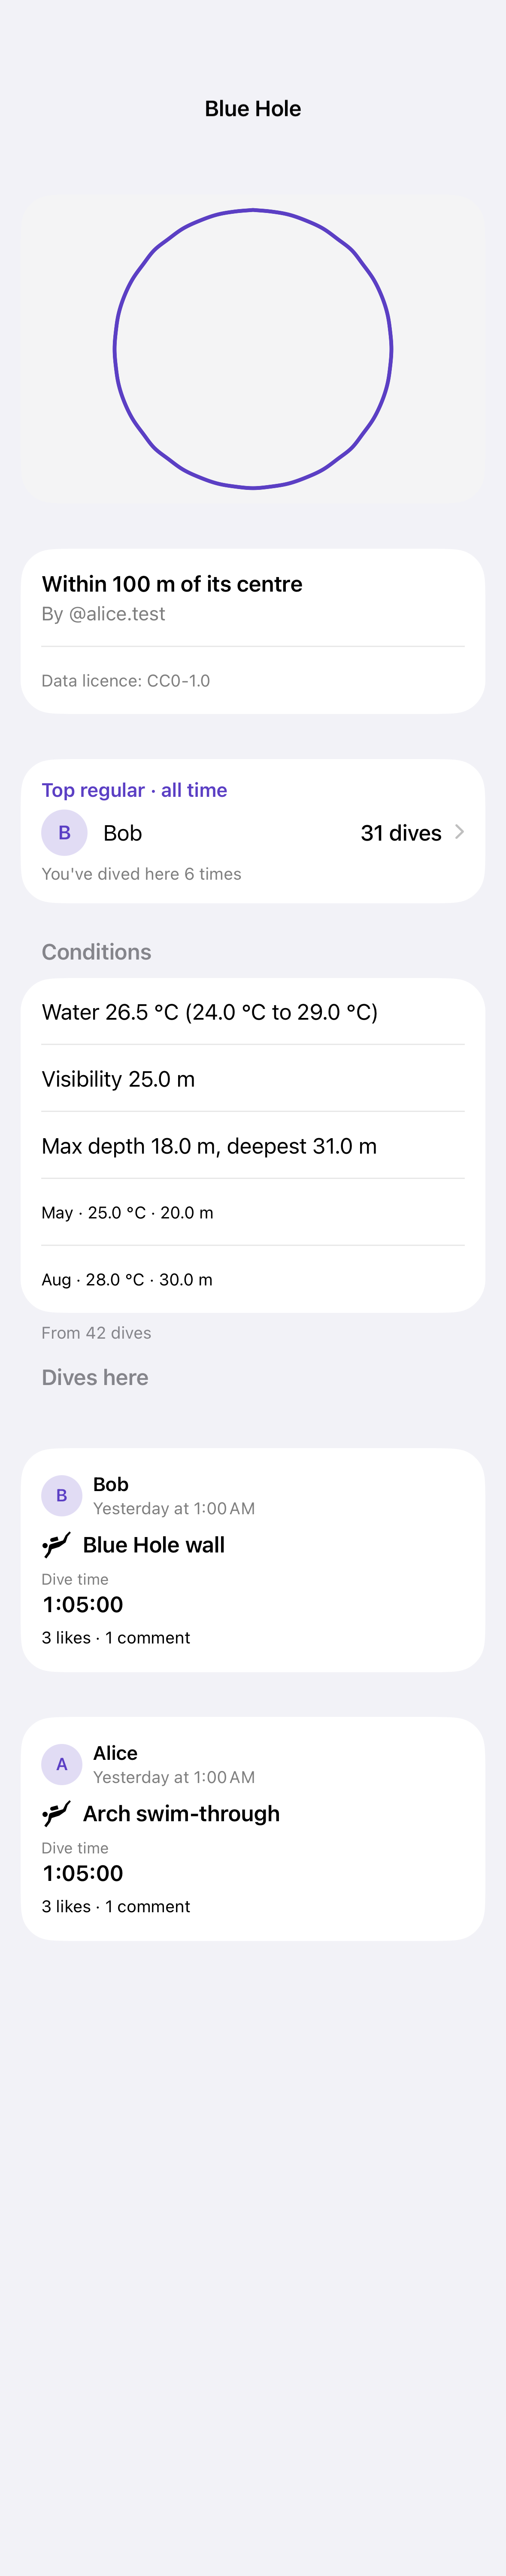 Blue Hole
Within 100 m of its centre
By @alice.test
Data licence: CC0-1.0
Top regular · all time
B
Bob
31 dives
You've dived here 6 times
Conditions
Water 26.5 °C (24.0 °C to 29.0 °C)
Visibility 25.0 m
Max depth 18.0 m, deepest 31.0 m
May · 25.0 °C · 20.0 m
Aug · 28.0 °C · 30.0 m
From 42 dives
Dives here
B
Bob
Yesterday at 1:00 AM
Blue Hole wall
Dive time
1:05:00
3 likes · 1 comment
A
Alice
Yesterday at 1:00 AM
Arch swim-through
Dive time
1:05:00
3 likes · 1 comment